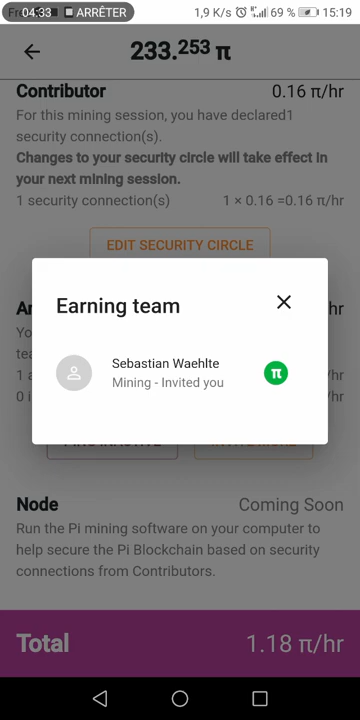 04:33 ARRÊTER 1,9 K/s 69 % 15:19
233.253 π
Contributor 0.16 π/hr
For this mining session, you have declared1
security connection(s).
Changes to your security circle will take effect in
your next mining session.
1 security connection(s) 1 × 0.16 =0.16 π/hr
EDIT SECURITY CIRCLE
Earning team
Sebastian Waehlte
Mining - Invited you
π
Node Coming Soon
Run the Pi mining software on your computer to
help secure the Pi Blockchain based on security
connections from Contributors.
Total 1.18 π/hr